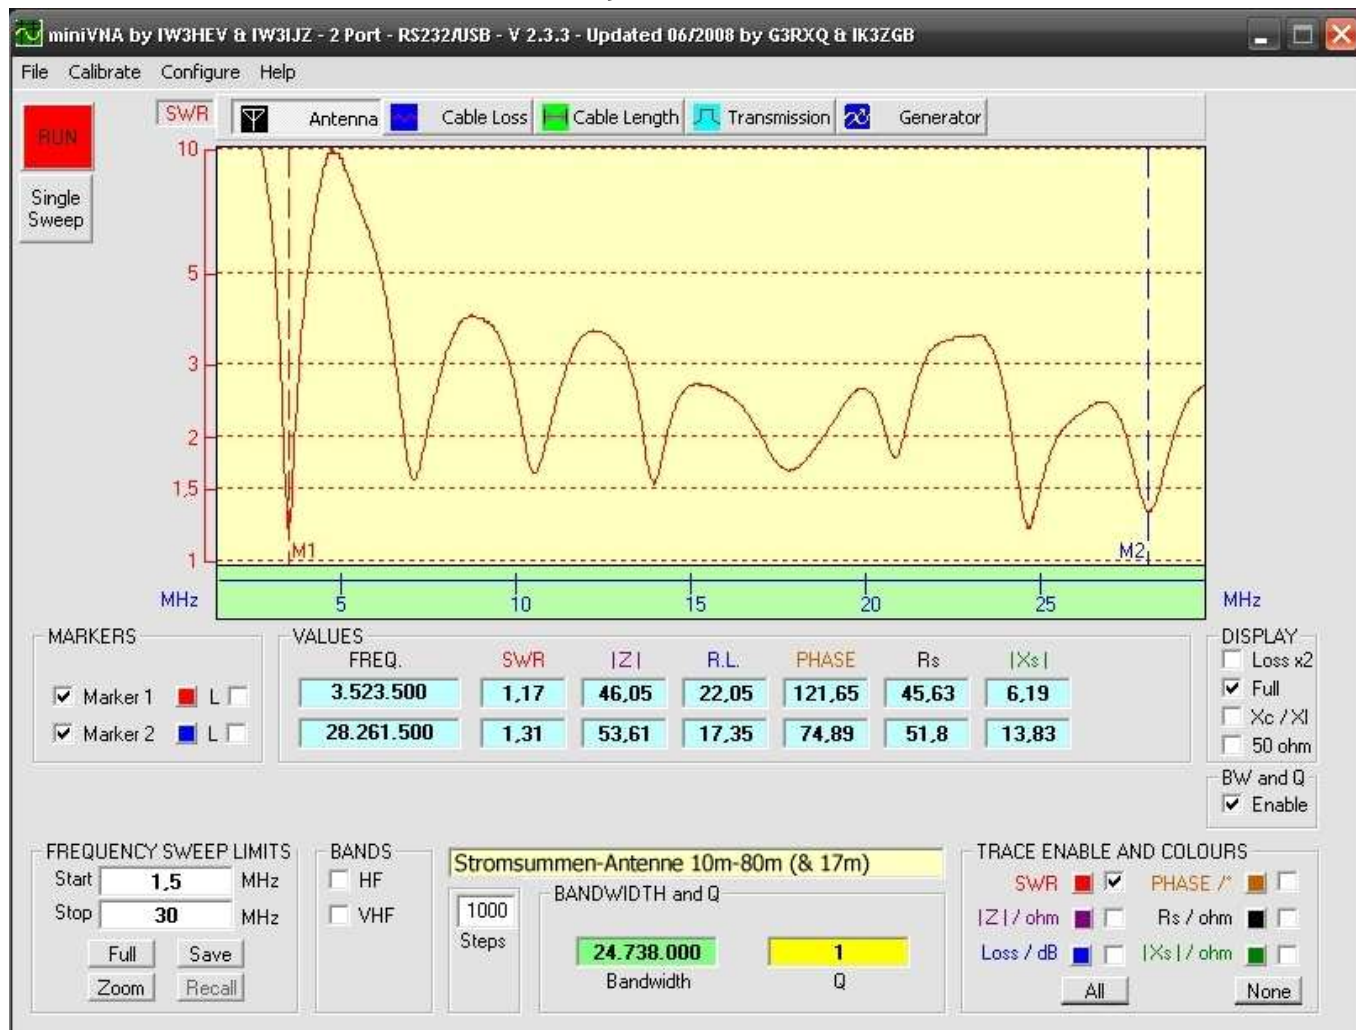 miniVNA by IW3HEV & IW3IJZ - 2 Port - RS232/USB - V 2.3.3 - Updated 06/2008 by G3RXQ & IK3ZGB
File Calibrate Configure Help
RUN
Single
Sweep
SWR Antenna Cable Loss Cable Length Transmission Generator
10
5
3
2
1,5
1
M1 M2
MHz 5 10 15 20 25 MHz
MARKERS
Marker 1 L
Marker 2 L
VALUES
FREQ. SWR |Z| R.L. PHASE Rs |Xs|
3.523.500 1,17 46,05 22,05 121,65 45,63 6,19
28.261.500 1,31 53,61 17,35 74,89 51,8 13,83
DISPLAY
Loss x2
Full
Xc / Xl
50 ohm
BW and Q
Enable
FREQUENCY SWEEP LIMITS
Start 1,5 MHz
Stop 30 MHz
Full Save
Zoom Recall
BANDS
HF
VHF
Stromsummen-Antenne 10m-80m (& 17m)
1000
Steps
BANDWIDTH and Q
24.738.000 1
Bandwidth Q
TRACE ENABLE AND COLOURS
SWR PHASE /°
|Z| / ohm Rs / ohm
Loss / dB |Xs| / ohm
All None